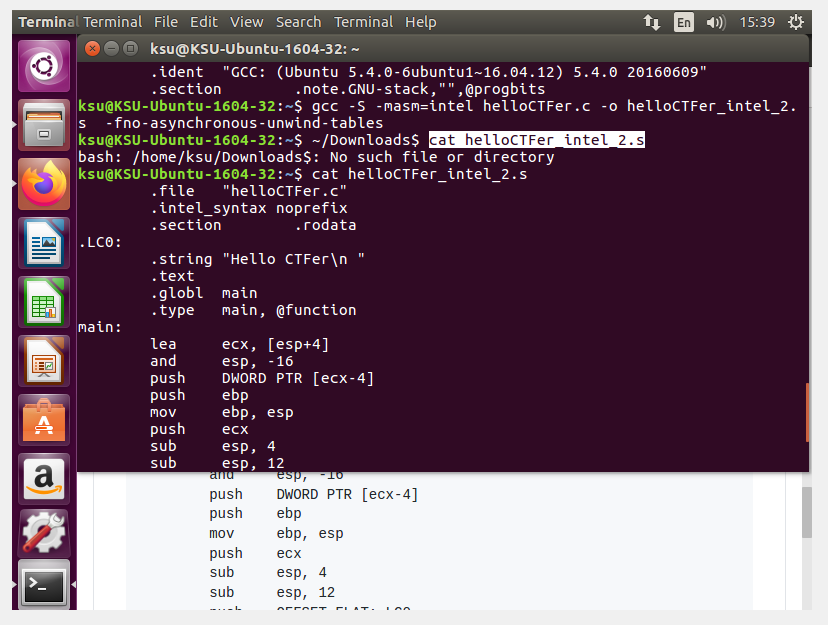 Terminal Terminal File Edit View Search Terminal Help En 15:39
ksu@KSU-Ubuntu-1604-32: ~
.ident "GCC: (Ubuntu 5.4.0-6ubuntu1~16.04.12) 5.4.0 20160609"
.section .note.GNU-stack,"",@progbits
ksu@KSU-Ubuntu-1604-32:~$ gcc -S -masm=intel helloCTFer.c -o helloCTFer_intel_2.
s -fno-asynchronous-unwind-tables
ksu@KSU-Ubuntu-1604-32:~$ ~/Downloads$ cat helloCTFer_intel_2.s
bash: /home/ksu/Downloads$: No such file or directory
ksu@KSU-Ubuntu-1604-32:~$ cat helloCTFer_intel_2.s
.file "helloCTFer.c"
.intel_syntax noprefix
.section .rodata
.LC0:
.string "Hello CTFer\n "
.text
.globl main
.type main, @function
main:
lea ecx, [esp+4]
and esp, -16
push DWORD PTR [ecx-4]
push ebp
mov ebp, esp
push ecx
sub esp, 4
sub esp, 12
and esp, -16
push DWORD PTR [ecx-4]
push ebp
mov ebp, esp
push ecx
sub esp, 4
sub esp, 12